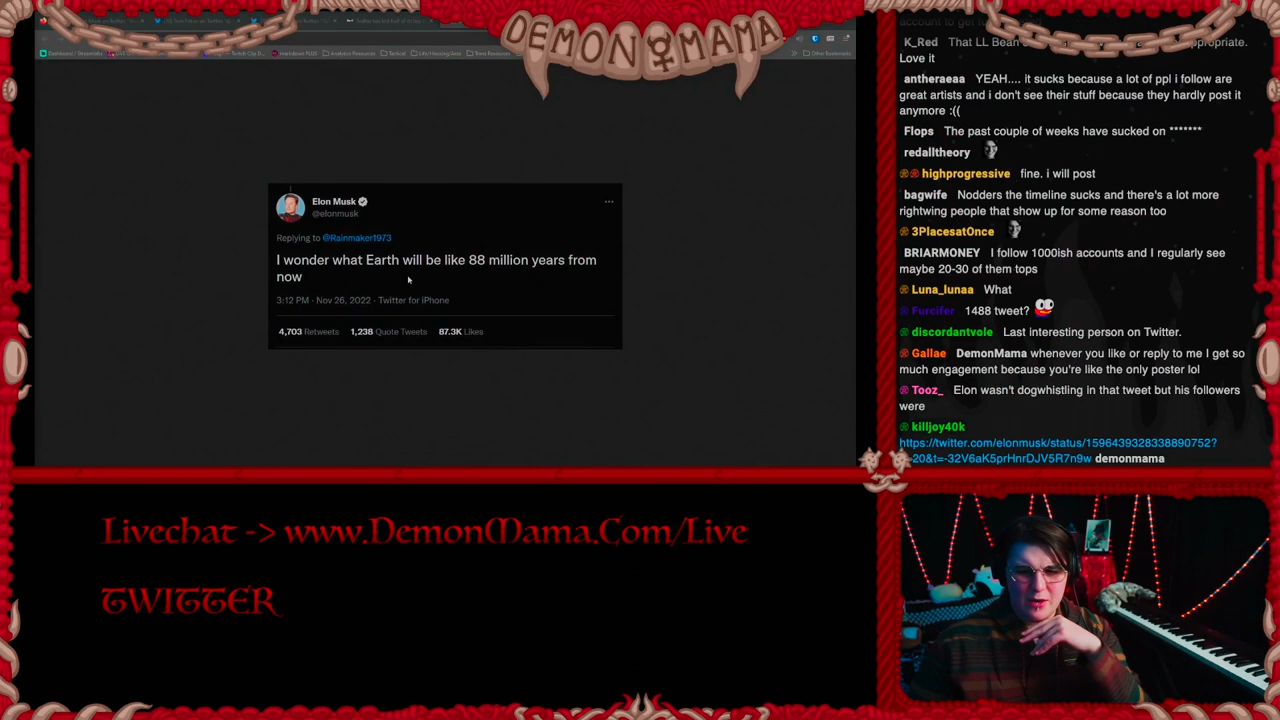 DEMON MAMA
Other Bookmarks
Elon Musk
@elonmusk
Replying to @Rainmaker1973
I wonder what Earth will be like 88 million years from
now
3:12 PM · Nov 26, 2022 · Twitter for iPhone
4,703 Retweets 1,238 Quote Tweets 87.3K Likes
K_Red That LL Bean
Love it
antheraeaa YEAH.... it sucks because a lot of ppl i follow are
great artists and i don't see their stuff because they hardly post it
anymore :((
Flops The past couple of weeks have sucked on *******
redalltheory
highprogressive fine. i will post
bagwife Nodders the timeline sucks and there's a lot more
rightwing people that show up for some reason too
3PlacesatOnce
BRIARMONEY I follow 1000ish accounts and I regularly see
maybe 20-30 of them tops
Luna_lunaa What
Furcifer 1488 tweet?
discordantvole Last interesting person on Twitter.
Gallae DemonMama whenever you like or reply to me I get so
much engagement because you're like the only poster lol
Tooz_ Elon wasn't dogwhistling in that tweet but his followers
were
killjoy40k
https://twitter.com/elonmusk/status/1596439328338890752?
=20&t=-32V6aK5prHnrDJV5R7n9w demonmama
Livechat -> www.DemonMama.Com/Live
TWITTER